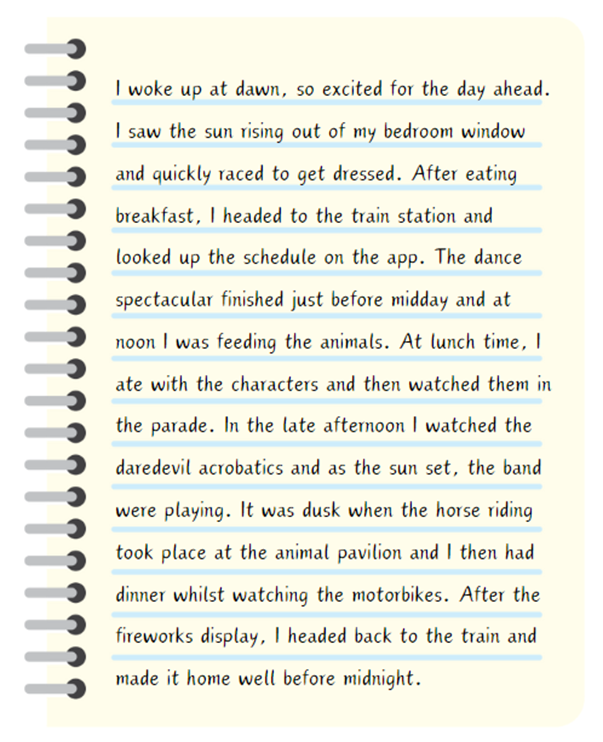 I woke up at dawn, so excited for the day ahead.
I saw the sun rising out of my bedroom window
and quickly raced to get dressed. After eating
breakfast, I headed to the train station and
looked up the schedule on the app. The dance
spectacular finished just before midday and at
noon I was feeding the animals. At lunch time, I
ate with the characters and then watched them in
the parade. In the late afternoon I watched the
daredevil acrobatics and as the sun set, the band
were playing. It was dusk when the horse riding
took place at the animal pavilion and I then had
dinner whilst watching the motorbikes. After the
fireworks display, I headed back to the train and
made it home well before midnight.